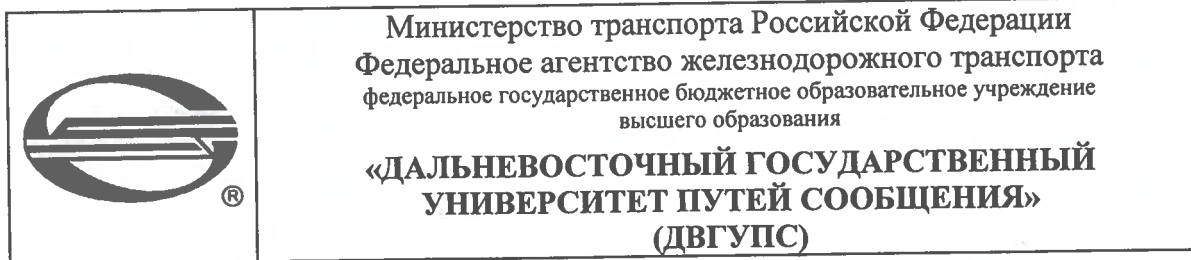 Министерство транспорта Российской Федерации
Федеральное агентство железнодорожного транспорта
федеральное государственное бюджетное образовательное учреждение
высшего образования
«ДАЛЬНЕВОСТОЧНЫЙ ГОСУДАРСТВЕННЫЙ
УНИВЕРСИТЕТ ПУТЕЙ СООБЩЕНИЯ»
(ДВГУПС)
®